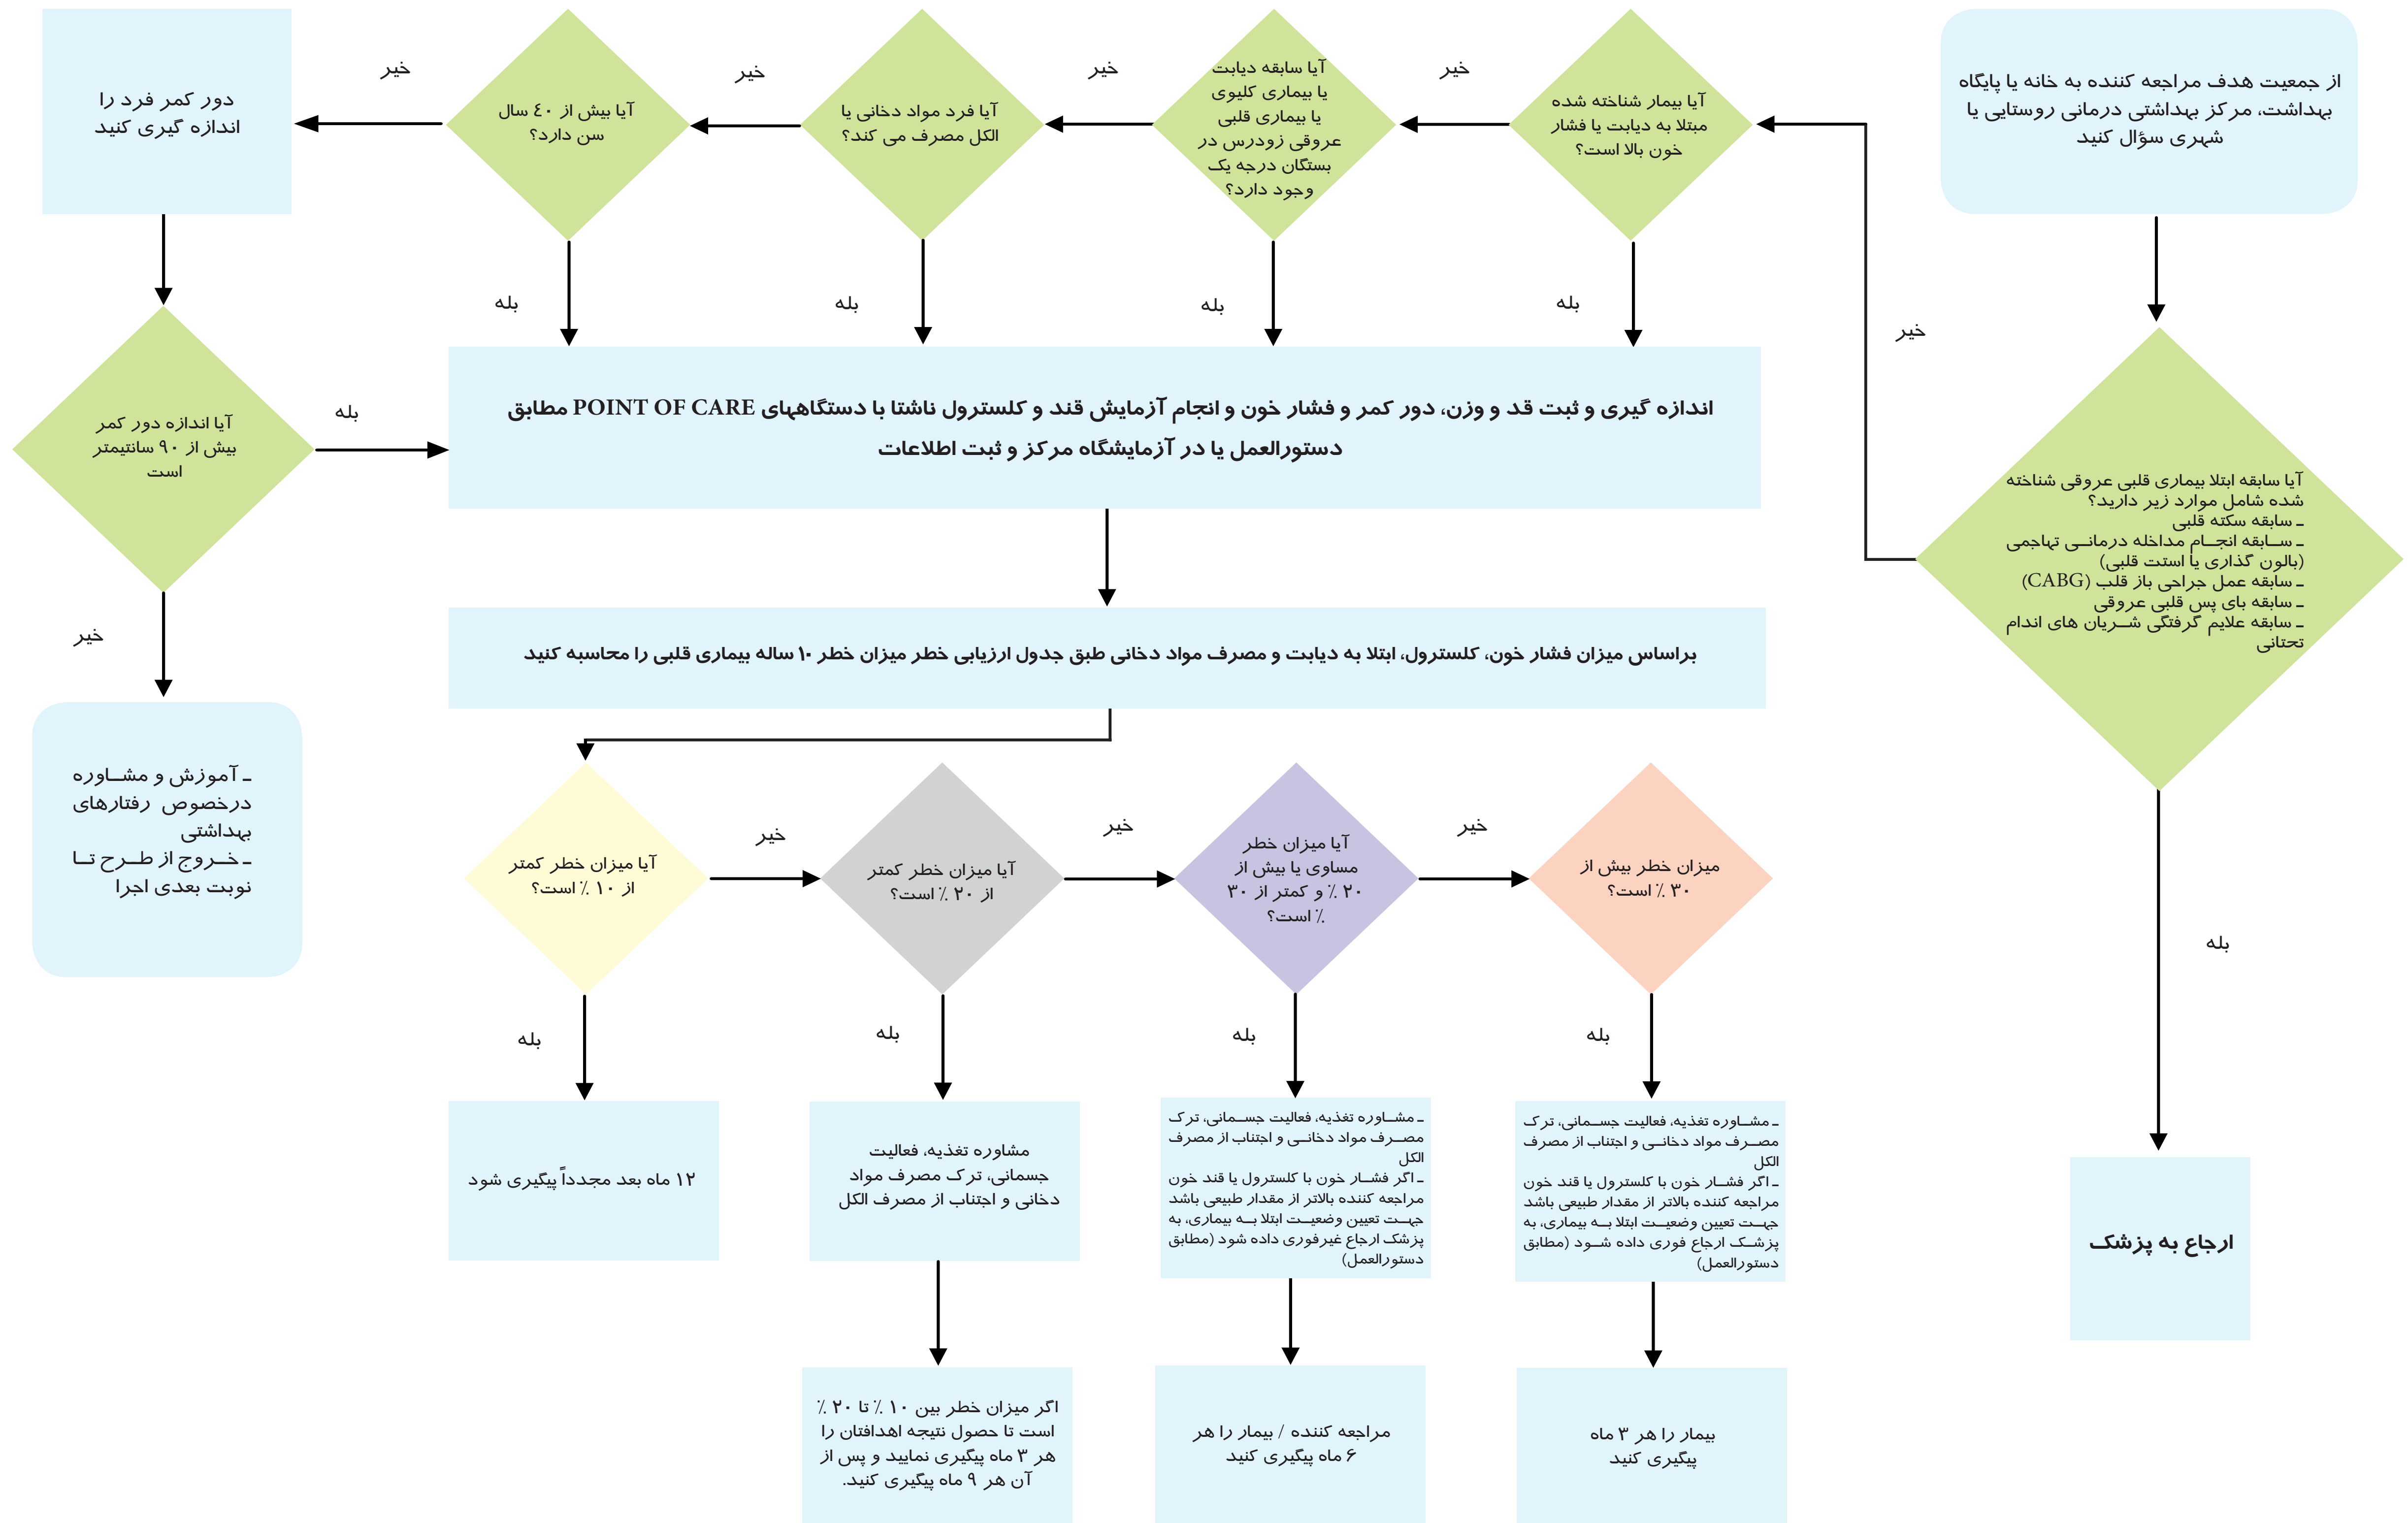 از جمعیت هدف مراجعه کننده به خانه یا پایگاه
بهداشت، مرکز بهداشتی درمانی روستایی یا
شهری سؤال کنید
آیا سابقه ابتلا بیماری قلبی عروقی شناخته
شده شامل موارد زیر دارید؟
ـ سابقه سکته قلبی
ـ سابقه انجام مداخله درمانی تهاجمی
(بالون گذاری یا استنت قلبی)
ـ سابقه عمل جراحی باز قلب (CABG)
ـ سابقه بای پس قلبی عروقی
ـ سابقه علایم گرفتگی شریان های اندام
تحتانی
بله
ارجاع به پزشک
خیر
آیا بیمار شناخته شده
مبتلا به دیابت یا فشار
خون بالا است؟
بله
خیر
آیا سابقه دیابت
یا بیماری کلیوی
یا بیماری قلبی
عروقی زودرس در
بستگان درجه یک
وجود دارد؟
بله
خیر
آیا فرد مواد دخانی یا
الکل مصرف می کند؟
بله
خیر
آیا بیش از ٤٠ سال
سن دارد؟
بله
خیر
دور کمر فرد را
اندازه گیری کنید
آیا اندازه دور کمر
بیش از ۹۰ سانتیمتر
است
بله
خیر
ـ آموزش و مشاوره
درخصوص رفتارهای
بهداشتی
ـ خروج از طرح تا
نوبت بعدی اجرا
اندازه گیری و ثبت قد و وزن، دور کمر و فشار خون و انجام آزمایش قند و کلسترول ناشتا با دستگاههای POINT OF CARE مطابق
دستورالعمل یا در آزمایشگاه مرکز و ثبت اطلاعات
براساس میزان فشار خون، کلسترول، ابتلا به دیابت و مصرف مواد دخانی طبق جدول ارزیابی خطر میزان خطر ۱۰ ساله بیماری قلبی را محاسبه کنید
آیا میزان خطر کمتر
از ۱۰ ٪ است؟
خیر
بله
۱۲ ماه بعد مجدداً پیگیری شود
آیا میزان خطر کمتر
از ۲۰ ٪ است؟
خیر
بله
مشاوره تغذیه، فعالیت
جسمانی، ترک مصرف مواد
دخانی و اجتناب از مصرف الکل
اگر میزان خطر بین ۱۰ ٪ تا ۲۰ ٪
است تا حصول نتیجه اهدافتان را
هر ۳ ماه پیگیری نمایید و پس از
آن هر ۹ ماه پیگیری کنید.
آیا میزان خطر
مساوی یا بیش از
۲۰ ٪ و کمتر از ۳۰
٪ است؟
خیر
بله
ـ مشاوره تغذیه، فعالیت جسمانی، ترک
مصرف مواد دخانی و اجتناب از مصرف
الکل
ـ اگر فشار خون با کلسترول یا قند خون
مراجعه کننده بالاتر از مقدار طبیعی باشد
جهت تعیین وضعیت ابتلا به بیماری، به
پزشک ارجاع غیرفوری داده شود (مطابق
دستورالعمل)
مراجعه کننده / بیمار را هر
۶ ماه پیگیری کنید
میزان خطر بیش از
۳۰ ٪ است؟
بله
ـ مشاوره تغذیه، فعالیت جسمانی، ترک
مصرف مواد دخانی و اجتناب از مصرف
الکل
ـ اگر فشار خون با کلسترول یا قند خون
مراجعه کننده بالاتر از مقدار طبیعی باشد
جهت تعیین وضعیت ابتلا به بیماری، به
پزشک ارجاع فوری داده شود (مطابق
دستورالعمل)
بیمار را هر ۳ ماه
پیگیری کنید